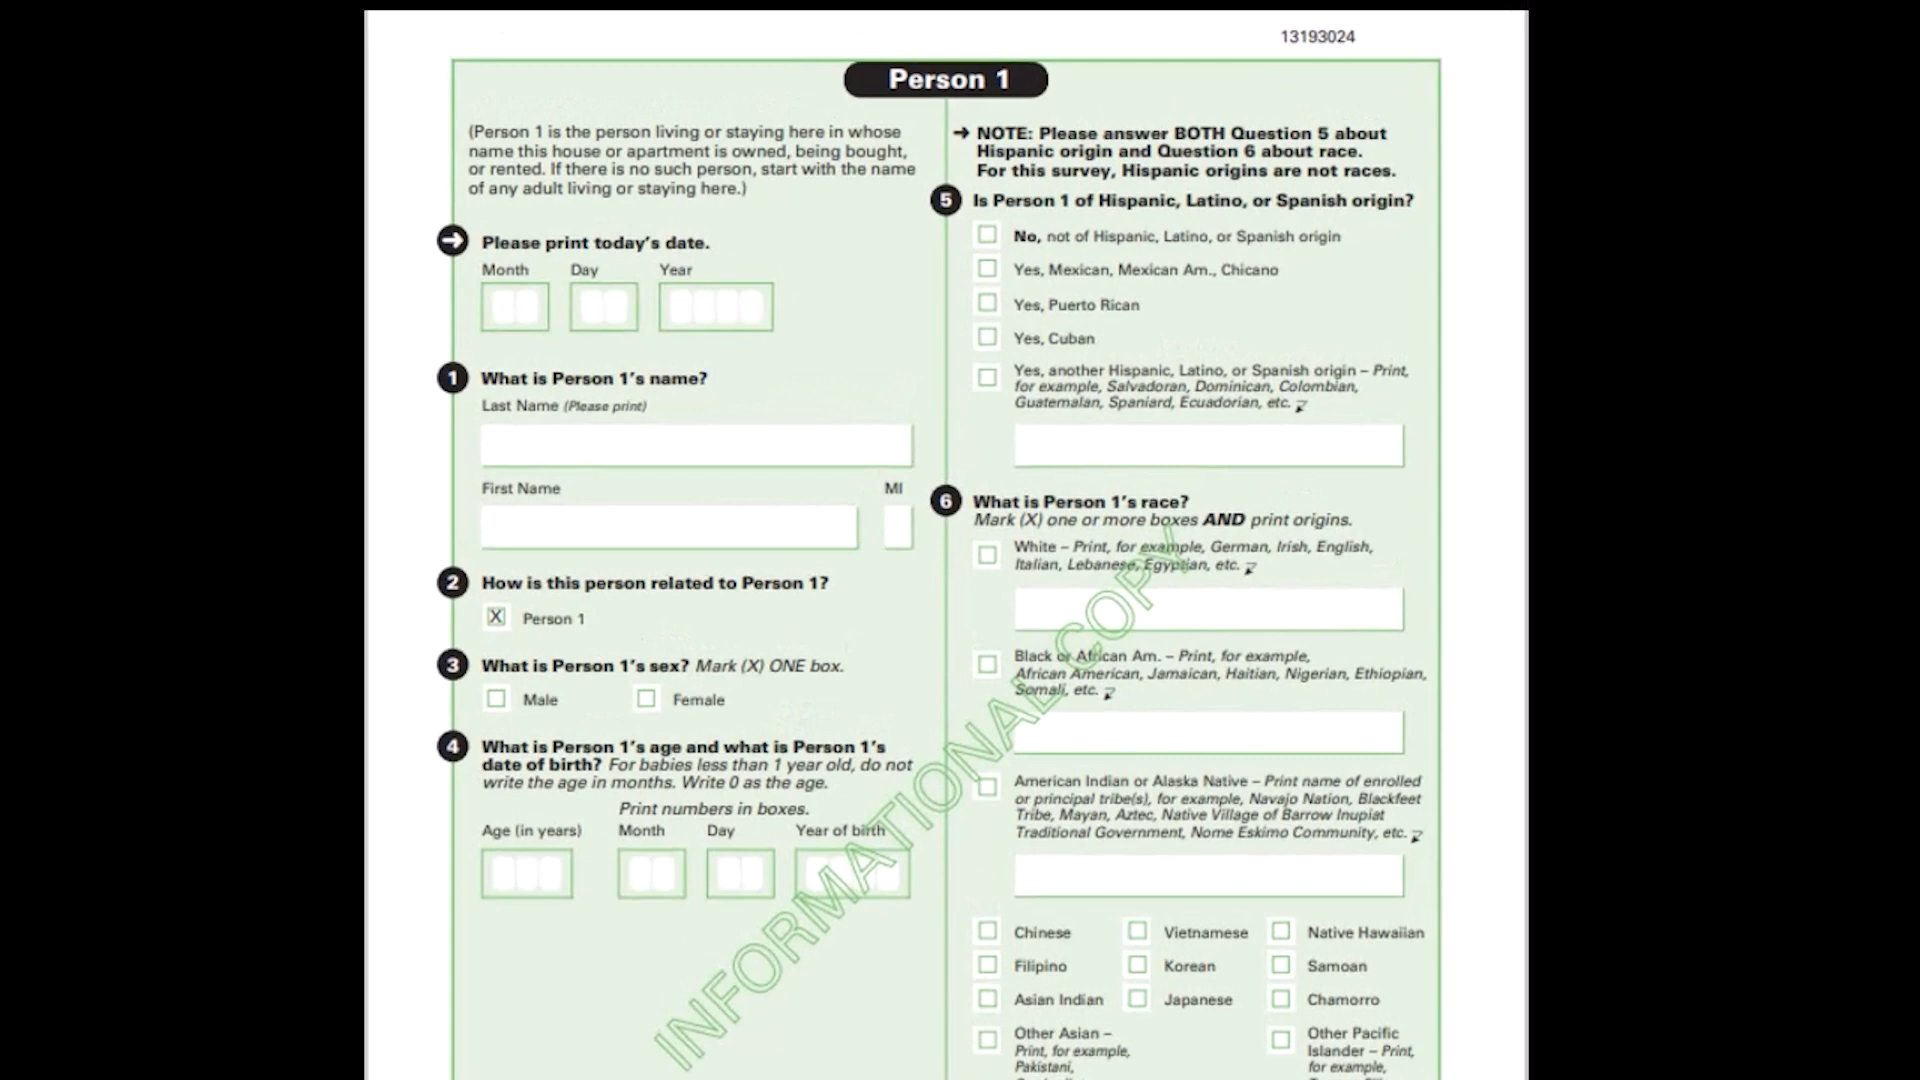 13193024
Person 1
(Person 1 is the person living or staying here in whose
name this house or apartment is owned, being bought,
or rented. If there is no such person, start with the name
of any adult living or staying here.)
Please print today's date.
Month Day Year
1 What is Person 1's name?
Last Name (Please print)
First Name MI
2 How is this person related to Person 1?
X Person 1
3 What is Person 1's sex? Mark (X) ONE box.
Male Female
4 What is Person 1's age and what is Person 1's
date of birth? For babies less than 1 year old, do not
write the age in months. Write 0 as the age.
Print numbers in boxes.
Age (in years) Month Day Year of birth
➔ NOTE: Please answer BOTH Question 5 about
Hispanic origin and Question 6 about race.
For this survey, Hispanic origins are not races.
5 Is Person 1 of Hispanic, Latino, or Spanish origin?
No, not of Hispanic, Latino, or Spanish origin
Yes, Mexican, Mexican Am., Chicano
Yes, Puerto Rican
Yes, Cuban
Yes, another Hispanic, Latino, or Spanish origin – Print,
for example, Salvadoran, Dominican, Colombian,
Guatemalan, Spaniard, Ecuadorian, etc.
6 What is Person 1's race?
Mark (X) one or more boxes AND print origins.
White – Print, for example, German, Irish, English,
Italian, Lebanese, Egyptian, etc.
Black or African Am. – Print, for example,
African American, Jamaican, Haitian, Nigerian, Ethiopian,
Somali, etc.
American Indian or Alaska Native – Print name of enrolled
or principal tribe(s), for example, Navajo Nation, Blackfeet
Tribe, Mayan, Aztec, Native Village of Barrow Inupiat
Traditional Government, Nome Eskimo Community, etc.
Chinese Vietnamese Native Hawaiian
Filipino Korean Samoan
Asian Indian Japanese Chamorro
Other Asian –
Print, for example,
Pakistani,
Other Pacific
Islander – Print,
for example,
INFORMATIONAL COPY